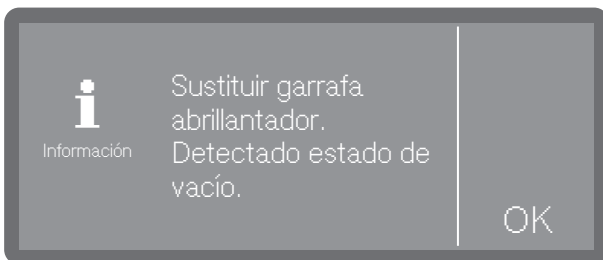 Información
Sustituir garrafa
abrillantador.
Detectado estado de
vacío.
OK